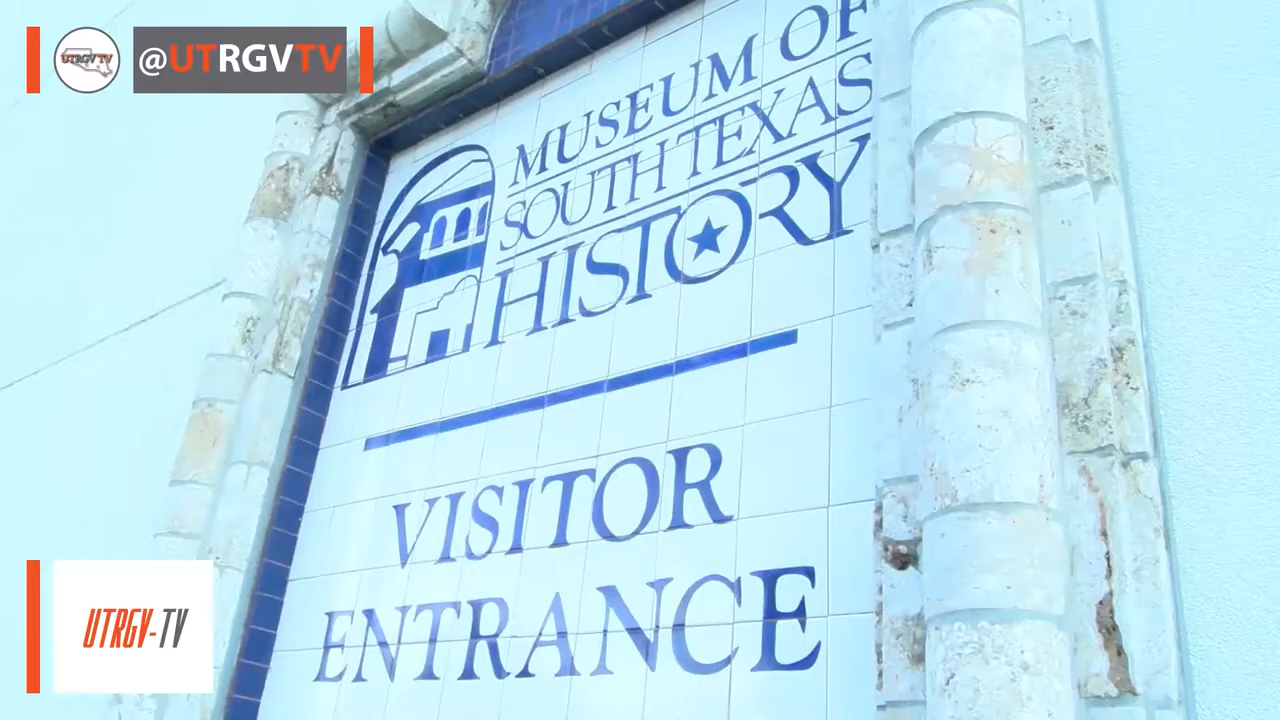 UTRGVTV
@UTRGVTV
MUSEUM OF
SOUTH TEXAS
HISTORY
VISITOR
ENTRANCE
UTRGV-TV